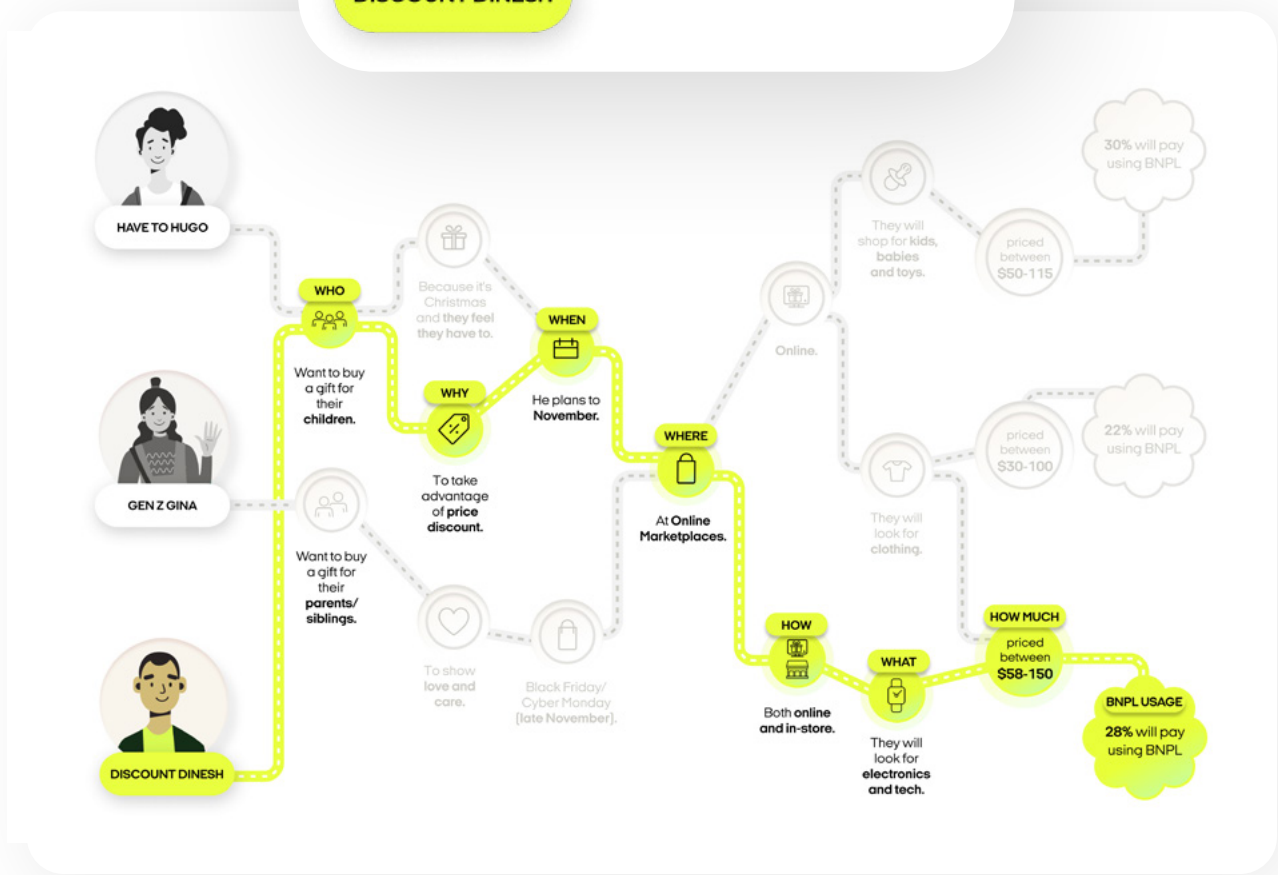 DISCOUNT DINESH
HAVE TO HUGO
WHO
Want to buy
a gift for
their
children.
Because it's
Christmas
and they feel
they have to.
WHY
To take
advantage
of price
discount.
WHEN
He plans to
November.
WHERE
At Online
Marketplaces.
Online.
They will
shop for kids,
babies
and toys.
priced
between
$50-115
30% will pay
using BNPL
GEN Z GINA
Want to buy
a gift for
their
parents/
siblings.
To show
love and
care.
Black Friday/
Cyber Monday
(late November).
They will
look for
clothing.
priced
between
$30-100
22% will pay
using BNPL
DISCOUNT DINESH
HOW
Both online
and in-store.
WHAT
They will
look for
electronics
and tech.
HOW MUCH
priced
between
$58-150
BNPL USAGE
28% will pay
using BNPL